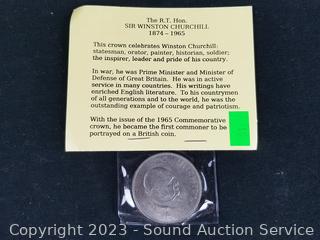 The R.T. Hon.
SIR WINSTON CHURCHILL
1874 – 1965
This crown celebrates Winston Churchill:
statesman, orator, painter, historian, soldier;
the inspirer, leader and pride of his country.
In war, he was Prime Minister and Minister of
Defense of Great Britain. He was in active
service in many countries. His writings have
enriched English literature. To his countrymen
of all generations and to the world, he was the
outstanding example of courage and patriotism.
With the issue of the 1965 Commemorative
crown, he became the first commoner to be
portrayed on a British coin.
Copyright 2023 - Sound Auction Service